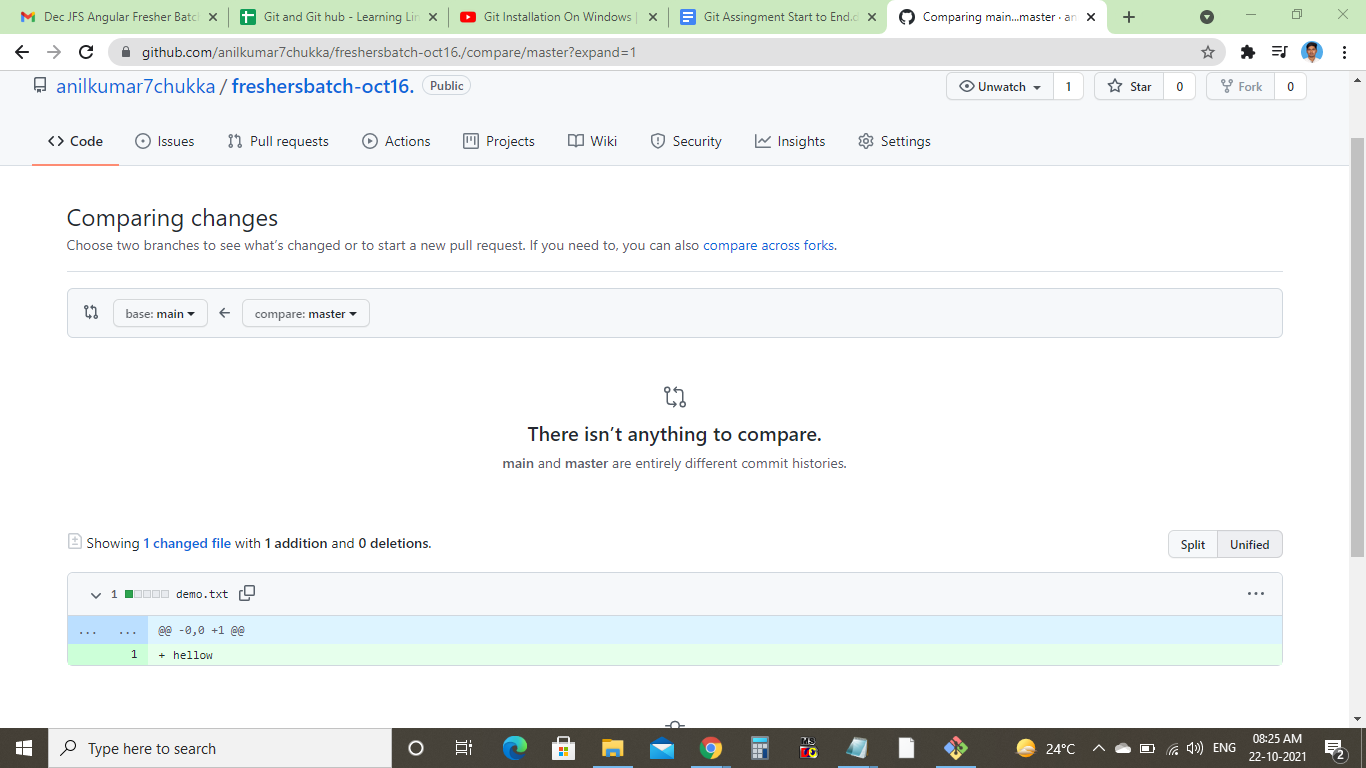 Dec JFS Angular Fresher Batch
Git and Git hub - Learning Lin
Git Installation On Windows |
Git Assingment Start to End.d
Comparing main...master · an
github.com/anilkumar7chukka/freshersbatch-oct16./compare/master?expand=1
anilkumar7chukka / freshersbatch-oct16. Public
Unwatch 1
Star 0
Fork 0
Code
Issues
Pull requests
Actions
Projects
Wiki
Security
Insights
Settings
Comparing changes
Choose two branches to see what's changed or to start a new pull request. If you need to, you can also compare across forks.
base: main
compare: master
There isn't anything to compare.
main and master are entirely different commit histories.
Showing 1 changed file with 1 addition and 0 deletions.
Split
Unified
1 demo.txt
... ... @@ -0,0 +1 @@
1 + hellow
Type here to search
24°C
ENG
08:25 AM
22-10-2021
2